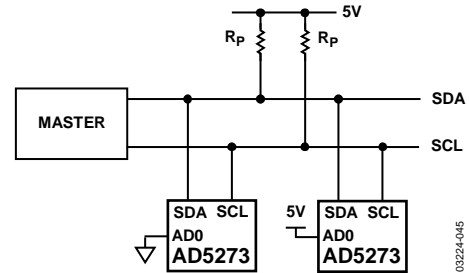 5V
RP RP
SDA
MASTER
SCL
SDA SCL
AD0
AD5273
5V
SDA SCL
AD0
AD5273
03224-045